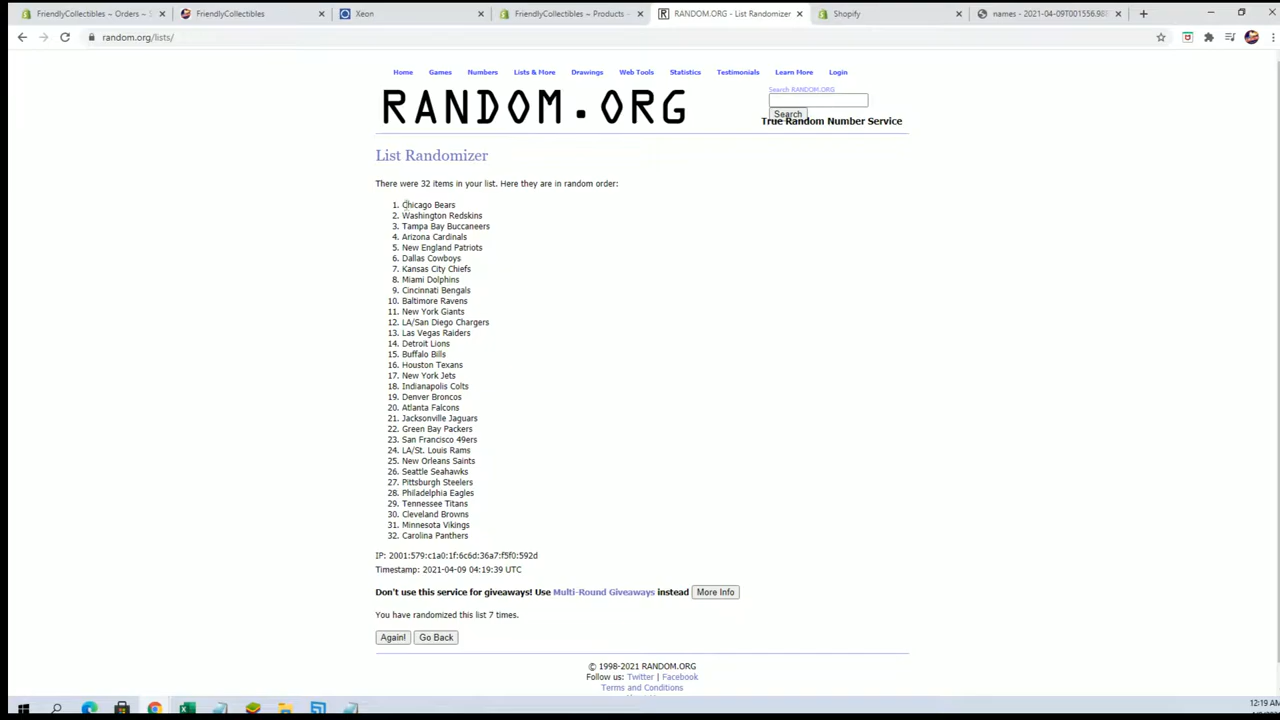 FriendlyCollectibles ~ Orders ~ S
FriendlyCollectibles
Xeon
FriendlyCollectibles ~ Products ~
RANDOM.ORG - List Randomizer
Shopify
names - 2021-04-09T001556.98
random.org/lists/
Home Games Numbers Lists & More Drawings Web Tools Statistics Testimonials Learn More Login
Search RANDOM.ORG
RANDOM.ORG
Search
True Random Number Service
List Randomizer
There were 32 items in your list. Here they are in random order:
1. Chicago Bears
2. Washington Redskins
3. Tampa Bay Buccaneers
4. Arizona Cardinals
5. New England Patriots
6. Dallas Cowboys
7. Kansas City Chiefs
8. Miami Dolphins
9. Cincinnati Bengals
10. Baltimore Ravens
11. New York Giants
12. LA/San Diego Chargers
13. Las Vegas Raiders
14. Detroit Lions
15. Buffalo Bills
16. Houston Texans
17. New York Jets
18. Indianapolis Colts
19. Denver Broncos
20. Atlanta Falcons
21. Jacksonville Jaguars
22. Green Bay Packers
23. San Francisco 49ers
24. LA/St. Louis Rams
25. New Orleans Saints
26. Seattle Seahawks
27. Pittsburgh Steelers
28. Philadelphia Eagles
29. Tennessee Titans
30. Cleveland Browns
31. Minnesota Vikings
32. Carolina Panthers
IP: 2001:579:c1a0:1f:6c6d:36a7:f5f0:592d
Timestamp: 2021-04-09 04:19:39 UTC
Don't use this service for giveaways! Use Multi-Round Giveaways instead More Info
You have randomized this list 7 times.
Again! Go Back
© 1998-2021 RANDOM.ORG
Follow us: Twitter | Facebook
Terms and Conditions
12:19 AM